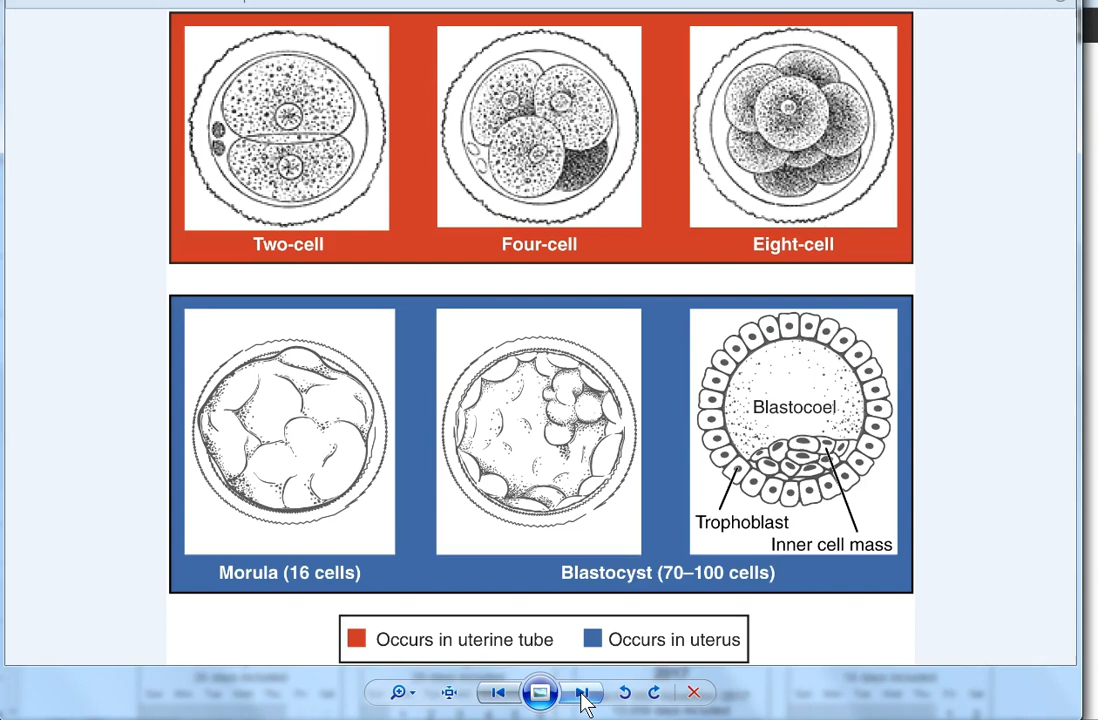 Two-cell
Four-cell
Eight-cell
Blastocoel
Trophoblast
Inner cell mass
Morula (16 cells)
Blastocyst (70–100 cells)
Occurs in uterine tube
Occurs in uterus